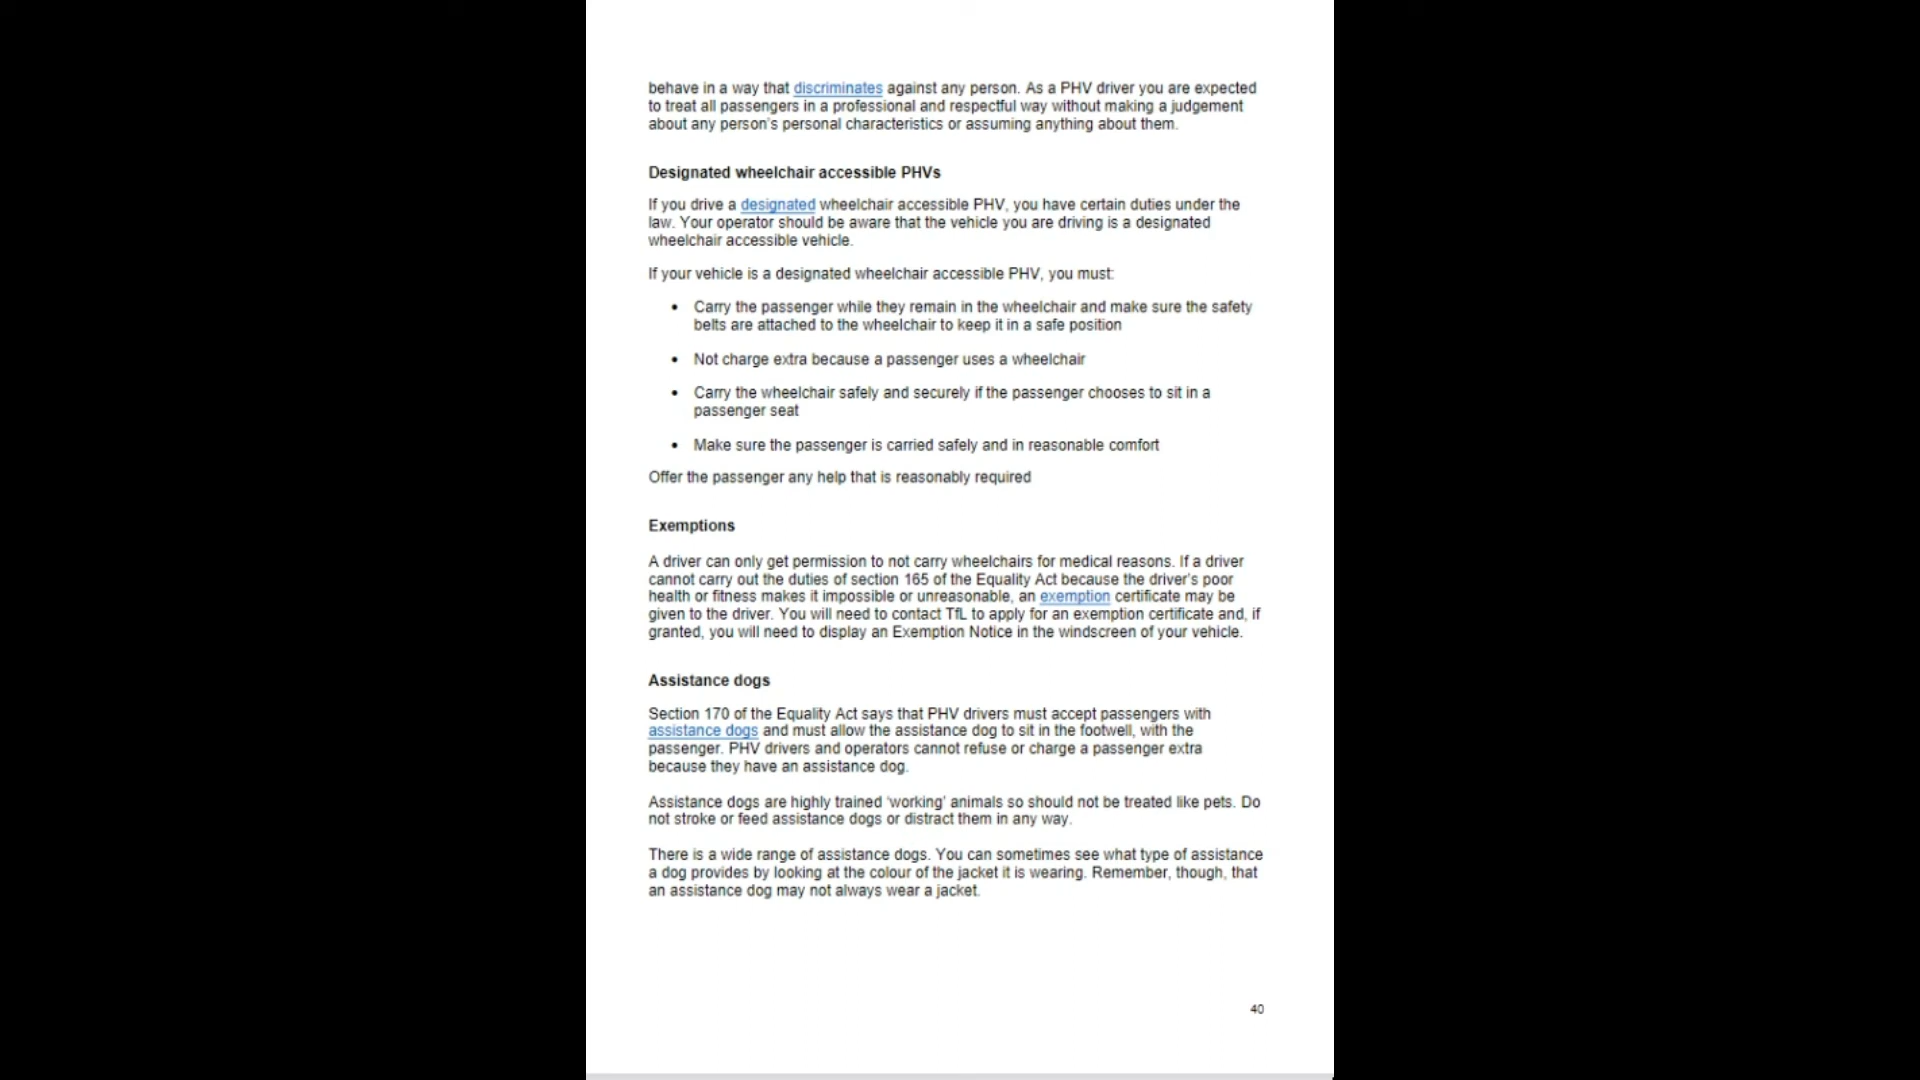 behave in a way that discriminates against any person. As a PHV driver you are expected
to treat all passengers in a professional and respectful way without making a judgement
about any person's personal characteristics or assuming anything about them.
Designated wheelchair accessible PHVs
If you drive a designated wheelchair accessible PHV, you have certain duties under the
law. Your operator should be aware that the vehicle you are driving is a designated
wheelchair accessible vehicle.
If your vehicle is a designated wheelchair accessible PHV, you must:
• Carry the passenger while they remain in the wheelchair and make sure the safety
belts are attached to the wheelchair to keep it in a safe position
• Not charge extra because a passenger uses a wheelchair
• Carry the wheelchair safely and securely if the passenger chooses to sit in a
passenger seat
• Make sure the passenger is carried safely and in reasonable comfort
Offer the passenger any help that is reasonably required
Exemptions
A driver can only get permission to not carry wheelchairs for medical reasons. If a driver
cannot carry out the duties of section 165 of the Equality Act because the driver's poor
health or fitness makes it impossible or unreasonable, an exemption certificate may be
given to the driver. You will need to contact TfL to apply for an exemption certificate and, if
granted, you will need to display an Exemption Notice in the windscreen of your vehicle.
Assistance dogs
Section 170 of the Equality Act says that PHV drivers must accept passengers with
assistance dogs and must allow the assistance dog to sit in the footwell, with the
passenger. PHV drivers and operators cannot refuse or charge a passenger extra
because they have an assistance dog.
Assistance dogs are highly trained 'working' animals so should not be treated like pets. Do
not stroke or feed assistance dogs or distract them in any way.
There is a wide range of assistance dogs. You can sometimes see what type of assistance
a dog provides by looking at the colour of the jacket it is wearing. Remember, though, that
an assistance dog may not always wear a jacket.
40